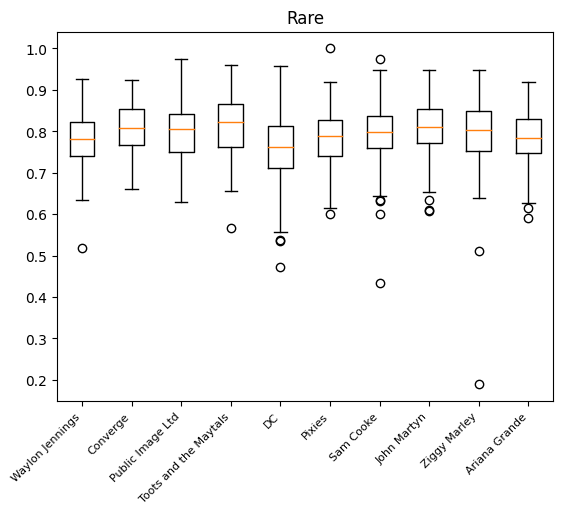 Rare
1.0
0.9
0.8
0.7
0.6
0.5
0.4
0.3
0.2
Waylon Jennings
Converge
Public Image Ltd
Toots and the Maytals
DC
Pixies
Sam Cooke
John Martyn
Ziggy Marley
Ariana Grande